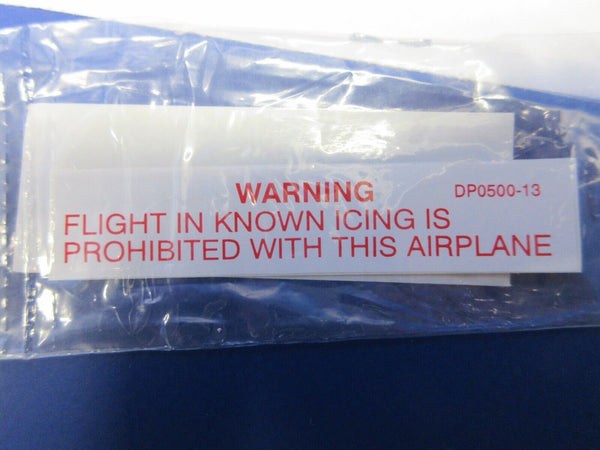 WARNING DP0500-13
FLIGHT IN KNOWN ICING IS
PROHIBITED WITH THIS AIRPLANE